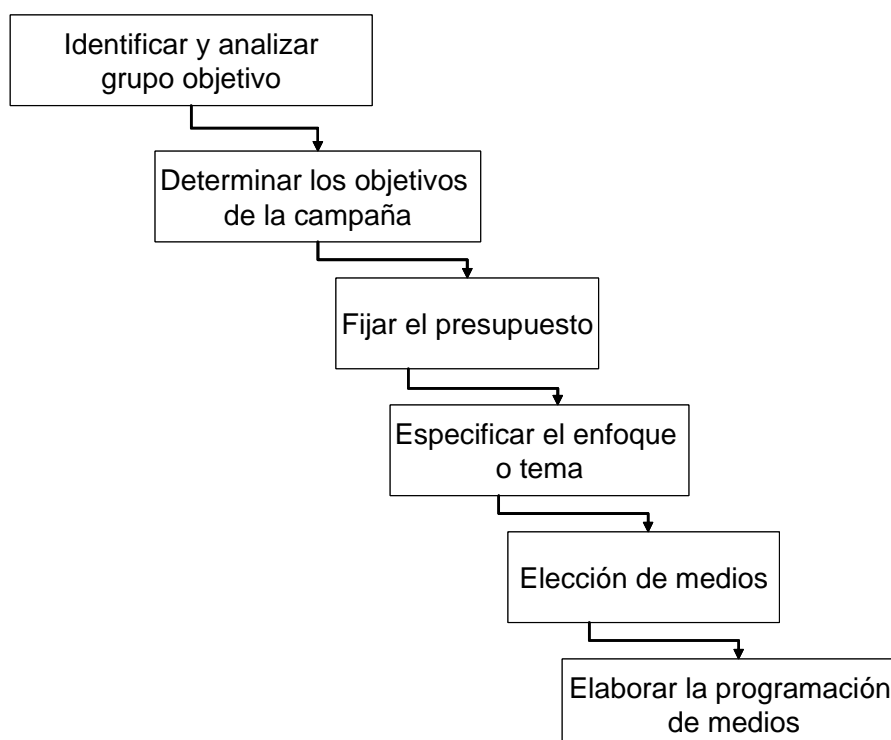 Identificar y analizar
grupo objetivo
Determinar los objetivos
de la campaña
Fijar el presupuesto
Especificar el enfoque
o tema
Elección de medios
Elaborar la programación
de medios